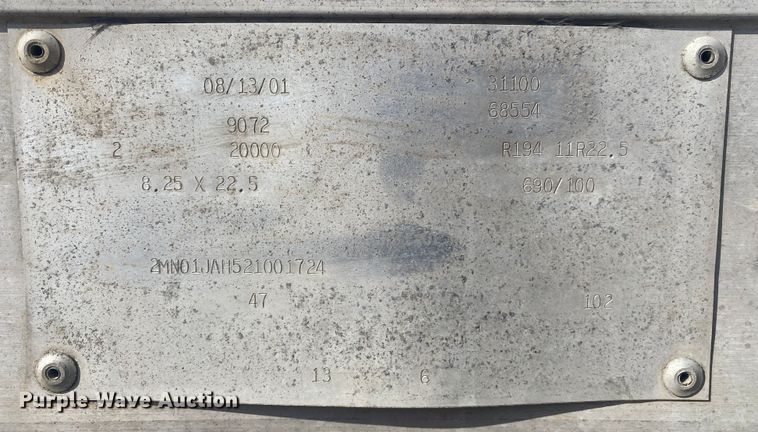 08/13/01 31100
68554
9072
2 20000 R194 11R22.5
8.25 X 22.5 690/100
2MN01JAH521001724
47 102
13 6
Purple Wave Auction